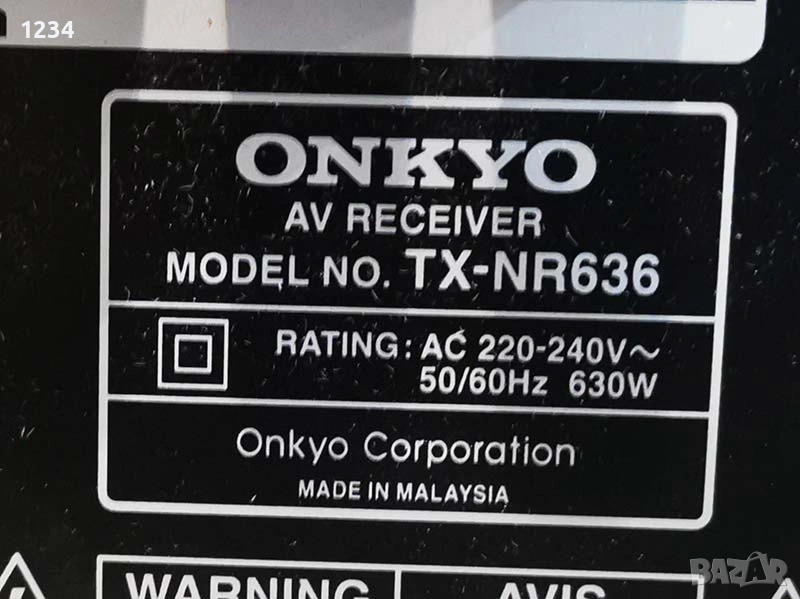 1234
ONKYO
AV RECEIVER
MODEL NO. TX-NR636
RATING: AC 220-240V~
50/60Hz 630W
Onkyo Corporation
MADE IN MALAYSIA
WARNING AVIS
BAZAR